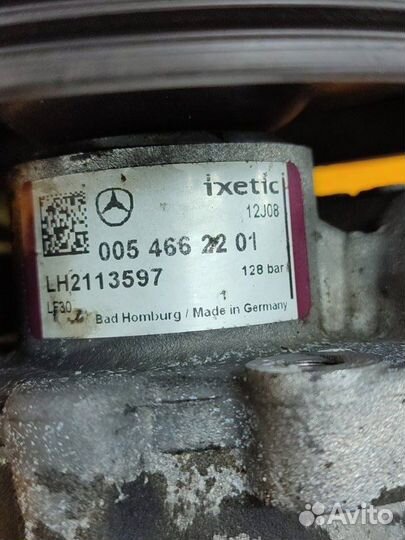 ixetic
12J08
005 466 22 01
LH2113597
128 bar
LF30
Bad Homburg / Made in Germany
Avito